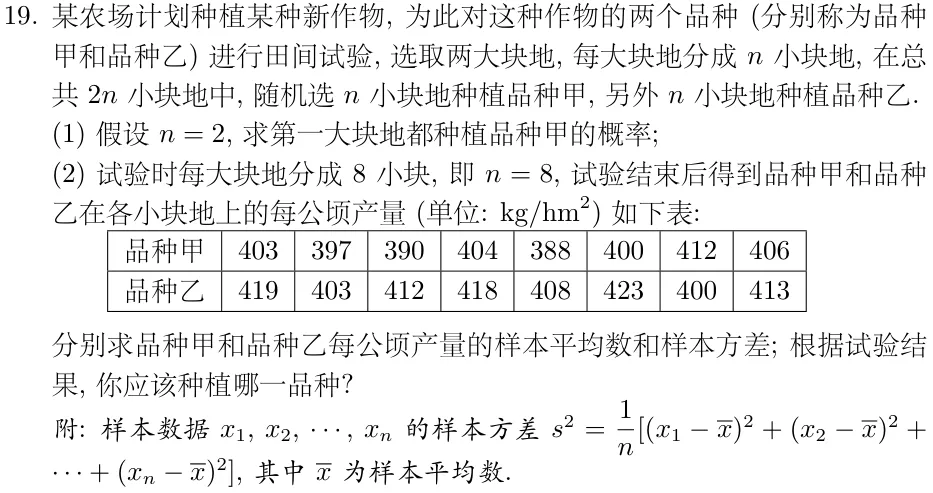 19. 某农场计划种植某种新作物, 为此对这种作物的两个品种 (分别称为品种
甲和品种乙) 进行田间试验, 选取两大块地, 每大块地分成 n 小块地, 在总
共 2n 小块地中, 随机选 n 小块地种植品种甲, 另外 n 小块地种植品种乙.
(1) 假设 n = 2, 求第一大块地都种植品种甲的概率;
(2) 试验时每大块地分成 8 小块, 即 n = 8, 试验结束后得到品种甲和品种
乙在各小块地上的每公顷产量 (单位: kg/hm²) 如下表:
品种甲 403 397 390 404 388 400 412 406
品种乙 419 403 412 418 408 423 400 413
分别求品种甲和品种乙每公顷产量的样本平均数和样本方差; 根据试验结
果, 你应该种植哪一品种?
附: 样本数据 x₁, x₂, ···, xₙ 的样本方差 s² = 1/n[(x₁ − x̄)² + (x₂ − x̄)² +
··· + (xₙ − x̄)²], 其中 x̄ 为样本平均数.